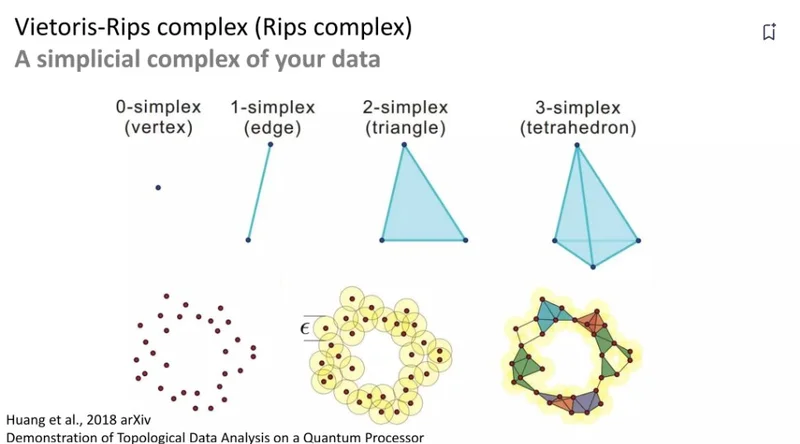 Vietoris-Rips complex (Rips complex)
A simplicial complex of your data
0-simplex
(vertex)
1-simplex
(edge)
2-simplex
(triangle)
3-simplex
(tetrahedron)
ϵ
Huang et al., 2018 arXiv
Demonstration of Topological Data Analysis on a Quantum Processor